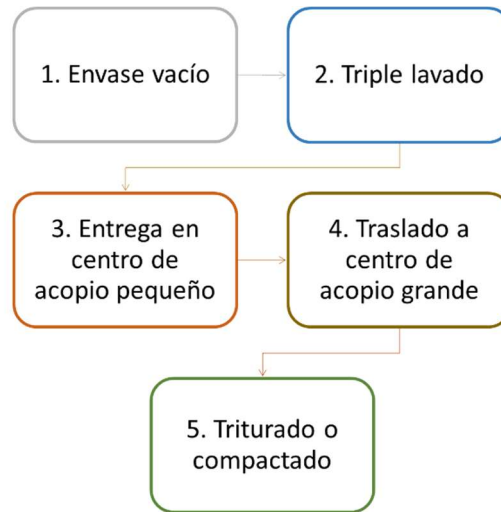 1. Envase vacío
2. Triple lavado
3. Entrega en
centro de
acopio pequeño
4. Traslado a
centro de
acopio grande
5. Triturado o
compactado